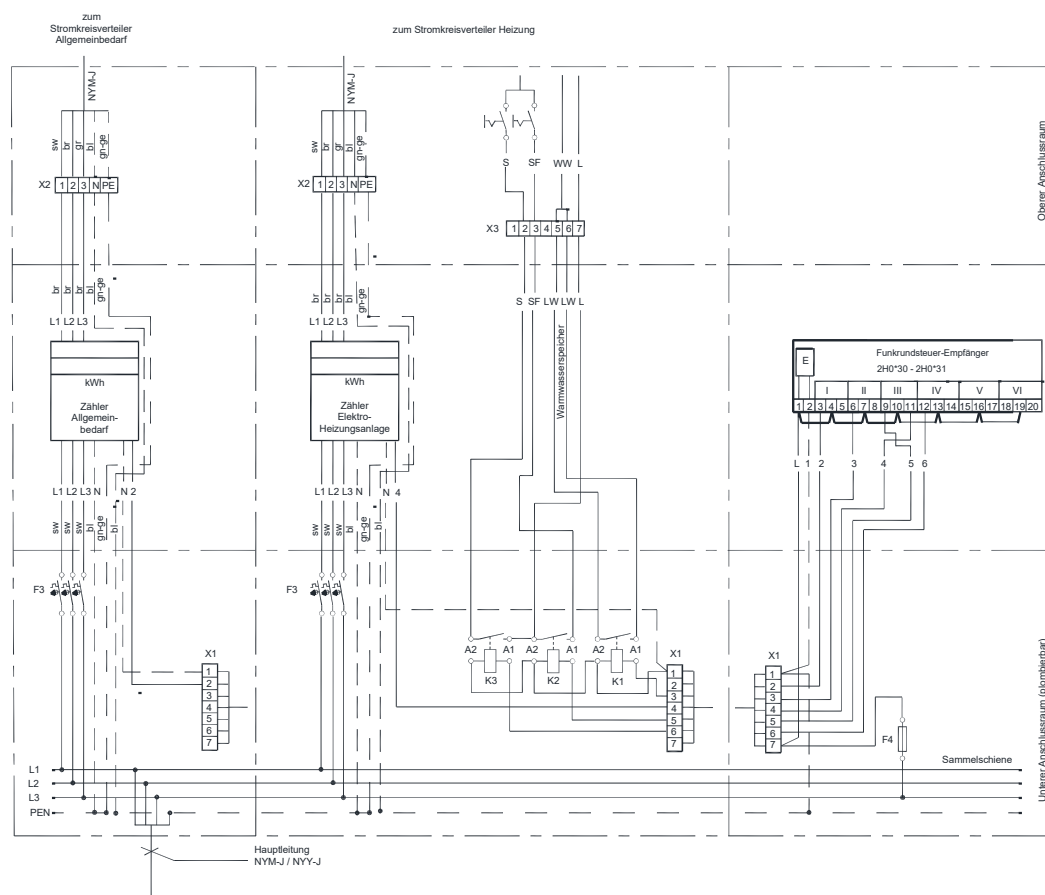 zum
Stromkreisverteiler
Allgemeinbedarf
zum Stromkreisverteiler Heizung
NYM-J
NYM-J
sw br gr bl gn-ge
sw br gr bl gn-ge
S SF WW L
X2 1 2 3 N PE
X2 1 2 3 N PE
X3 1 2 3 4 5 6 7
Oberer Anschlussraum
br br br bl gn-ge
br br br bl gn-ge
S SF LW LW L
L1 L2 L3
L1 L2 L3
Warmwasserspeicher
kWh
Zähler
Allgemein-
bedarf
kWh
Zähler
Elektro-
Heizungsanlage
E
Funkrundsteuer-Empfänger
2H0*30 - 2H0*31
I II III IV V VI
1 2 3 4 5 6 7 8 9 10 11 12 13 14 15 16 17 18 19 20
L 1 2 3 4 5 6
L1 L2 L3 N N 2
L1 L2 L3 N N 4
sw sw sw bl gn-ge bl
sw sw sw bl gn-ge bl
F3
F3
A2 A1 A2 A1 A2 A1
K3 K2 K1
X1
1
2
3
4
5
6
7
X1
1
2
3
4
5
6
7
X1
1
2
3
4
5
6
7
F4
Unterer Anschlussraum (plombierbar)
Sammelschiene
L1
L2
L3
PEN
Hauptleitung
NYM-J / NYY-J